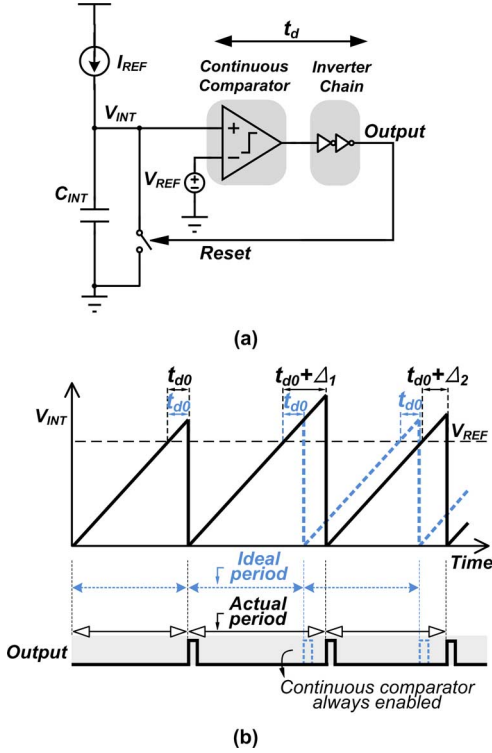 t_d
I_REF
Continuous
Comparator
Inverter
Chain
V_INT
Output
+
−
V_REF
C_INT
Reset
(a)
t_d0
t_d0+Δ_1
t_d0+Δ_2
t_d0
t_d0
t_d0
V_INT
V_REF
Time
Ideal
period
Actual
period
Output
Continuous comparator
always enabled
(b)